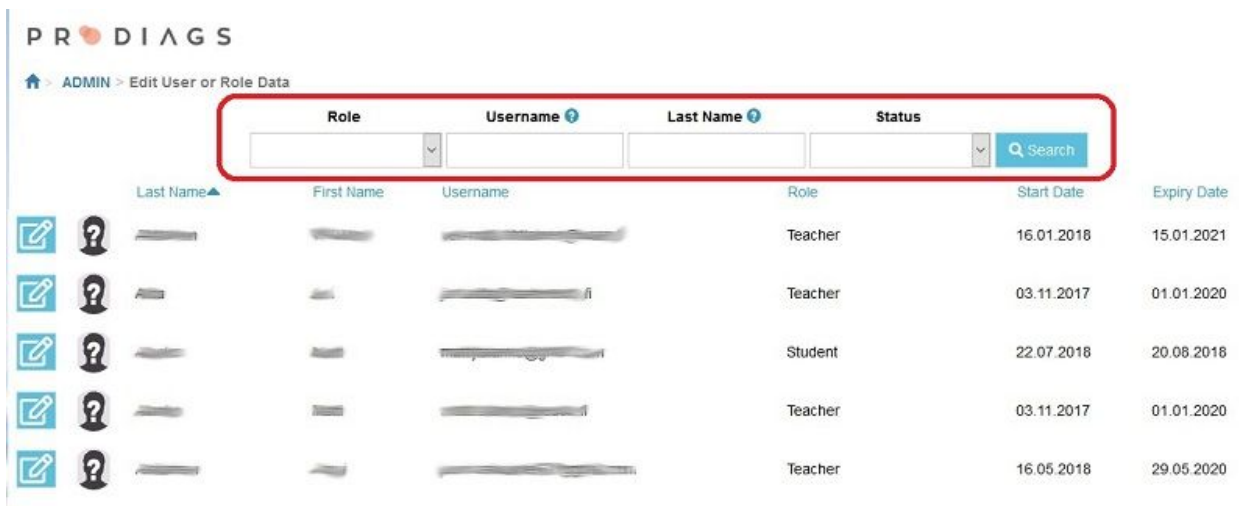 PRODIAGS
> ADMIN > Edit User or Role Data
Role Username ? Last Name ? Status
Search
Last Name First Name Username Role Start Date Expiry Date
Teacher 16.01.2018 15.01.2021
Teacher 03.11.2017 01.01.2020
Student 22.07.2018 20.08.2018
Teacher 03.11.2017 01.01.2020
Teacher 16.05.2018 29.05.2020